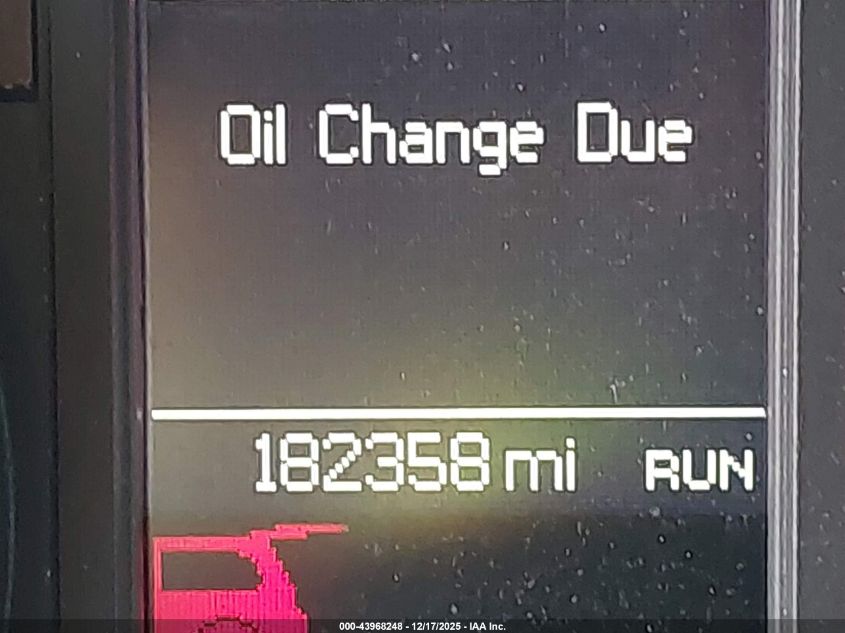 Oil Change Due
182358 mi RUN
000-43968248 - 12/17/2025 - IAA Inc.